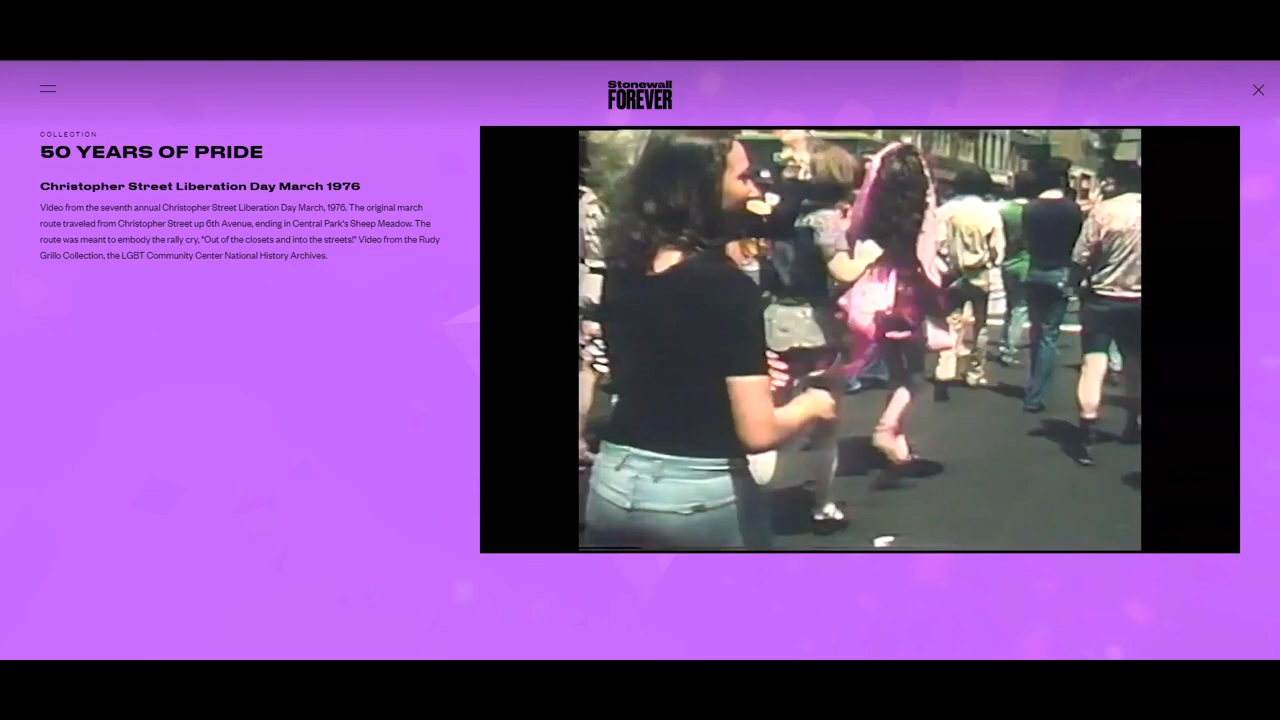 Stonewall
FOREVER
COLLECTION
50 YEARS OF PRIDE
Christopher Street Liberation Day March 1976
Video from the seventh annual Christopher Street Liberation Day March, 1976. The original march
route traveled from Christopher Street up 6th Avenue, ending in Central Park's Sheep Meadow. The
route was meant to embody the rally cry, "Out of the closets and into the streets!" Video from the Rudy
Grillo Collection, the LGBT Community Center National History Archives.